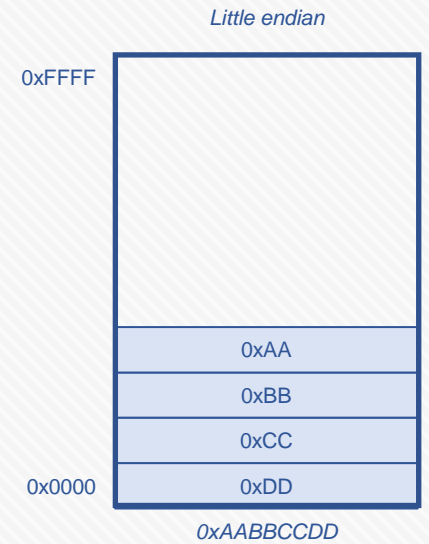 Little endian
0xFFFF
0xAA
0xBB
0xCC
0x0000 0xDD
0xAABBCCDD